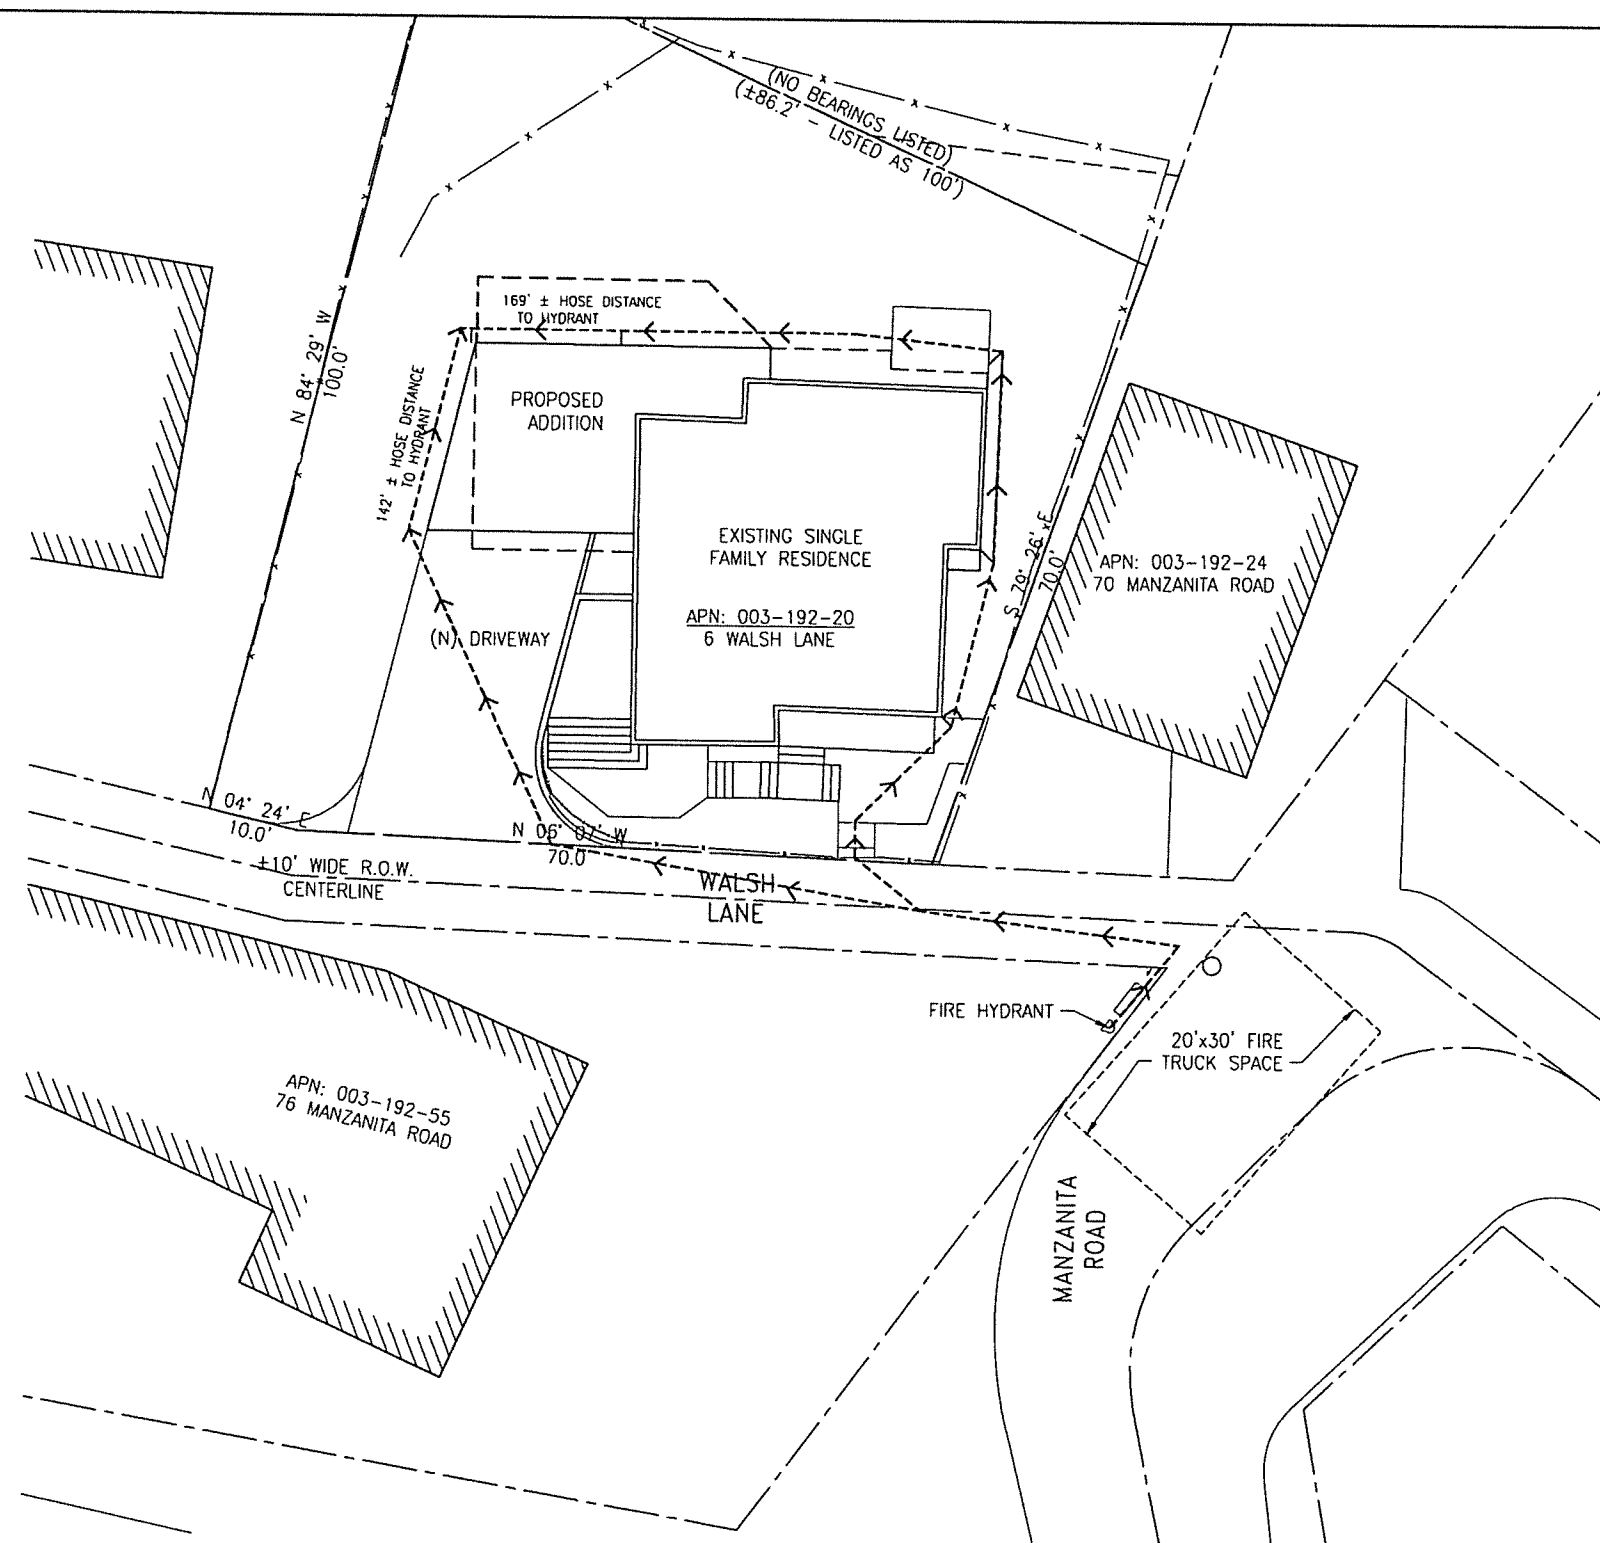 (NO BEARINGS LISTED)
(±86.2' - LISTED AS 100')
N 84° 29' W
100.0'
169' ± HOSE DISTANCE
TO HYDRANT
142' ± HOSE DISTANCE
TO HYDRANT
PROPOSED
ADDITION
EXISTING SINGLE
FAMILY RESIDENCE
APN: 003-192-20
6 WALSH LANE
S 79° 26' E
70.0'
APN: 003-192-24
70 MANZANITA ROAD
(N) DRIVEWAY
N 04° 24' E
10.0'
N 06° 07' W
70.0
±10' WIDE R.O.W.
CENTERLINE
WALSH
LANE
FIRE HYDRANT
20'x30' FIRE
TRUCK SPACE
APN: 003-192-55
76 MANZANITA ROAD
MANZANITA
ROAD